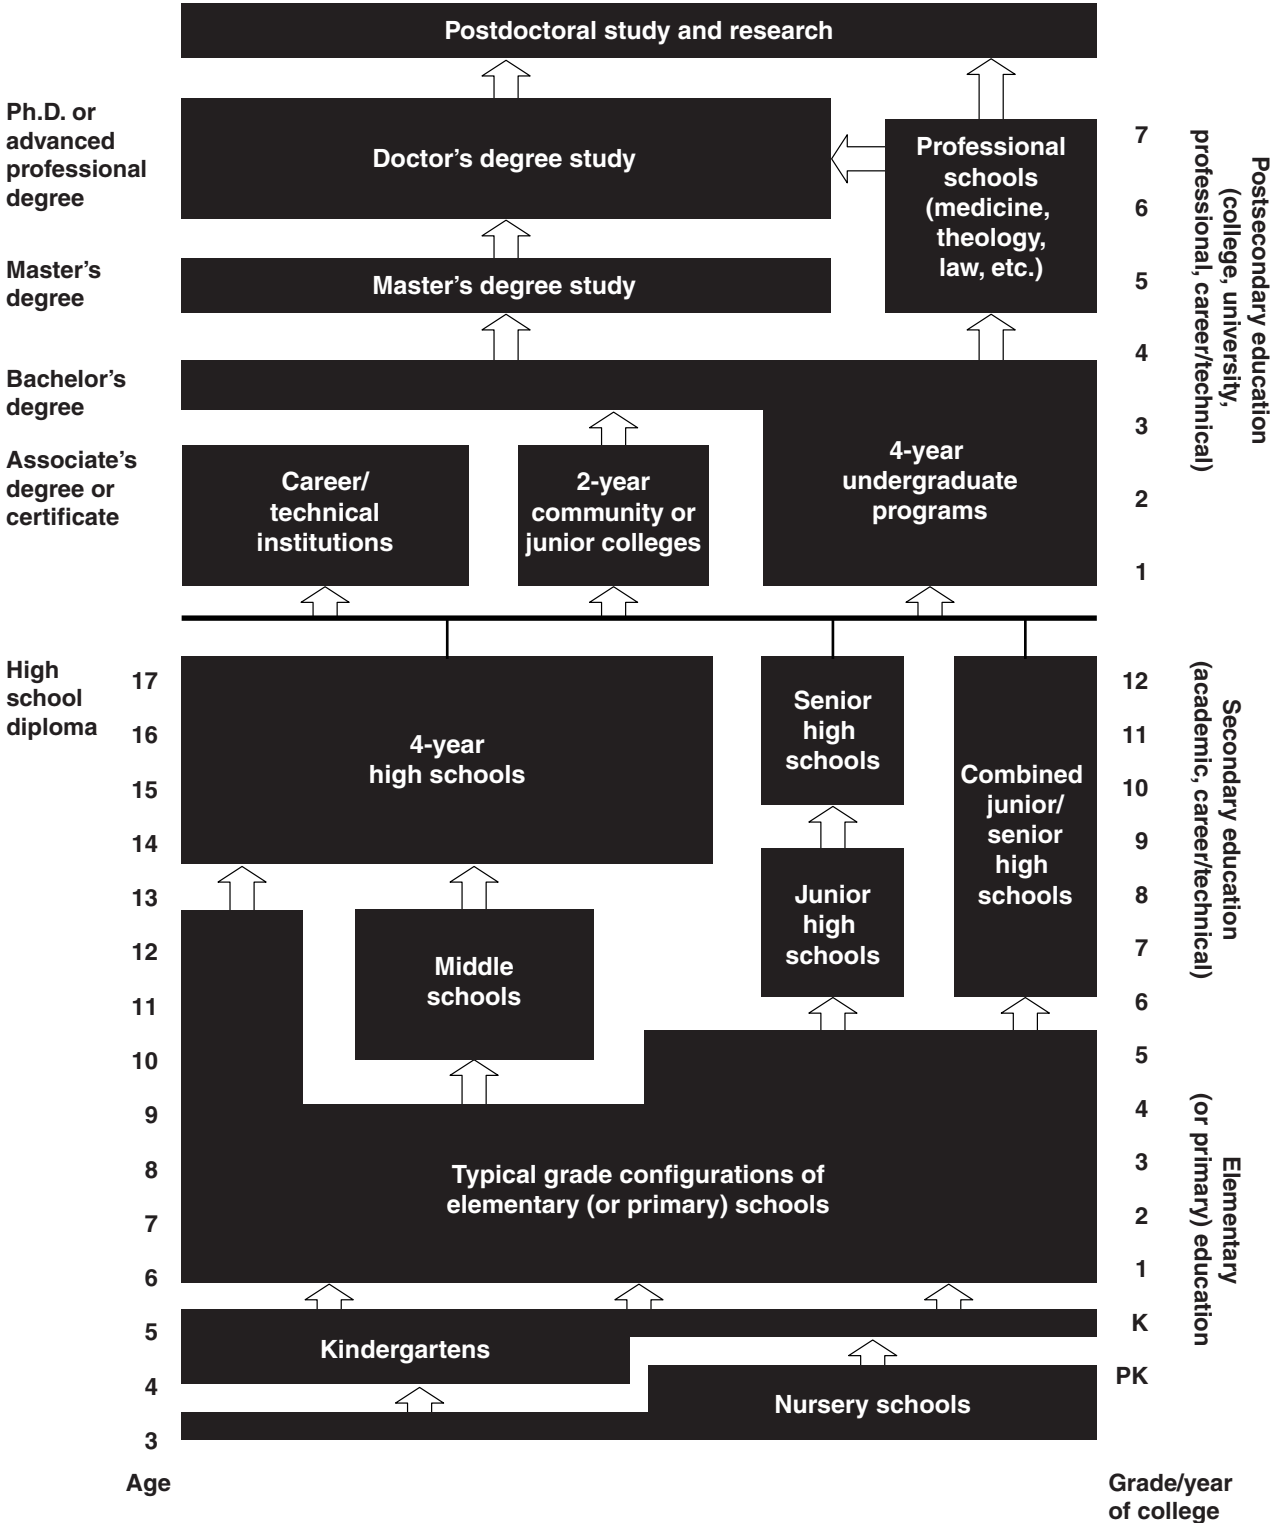 Postdoctoral study and research
Ph.D. or
advanced
professional
degree
Doctor’s degree study
Professional
schools
(medicine,
theology,
law, etc.)
7
6
5
4
3
2
1
Postsecondary education
(college, university,
professional, career/technical)
Master’s
degree
Master’s degree study
Bachelor’s
degree
4-year
undergraduate
programs
Associate’s
degree or
certificate
Career/
technical
institutions
2-year
community or
junior colleges
High
school
diploma
17
16
15
14
13
12
11
10
9
8
7
6
5
4
3
Age
4-year
high schools
Senior
high
schools
Combined
junior/
senior
high
schools
Junior
high
schools
Middle
schools
Typical grade configurations of
elementary (or primary) schools
Kindergartens
Nursery schools
12
11
10
9
8
7
6
5
4
3
2
1
K
PK
Grade/year
of college
Secondary education
(academic, career/technical)
Elementary
(or primary) education